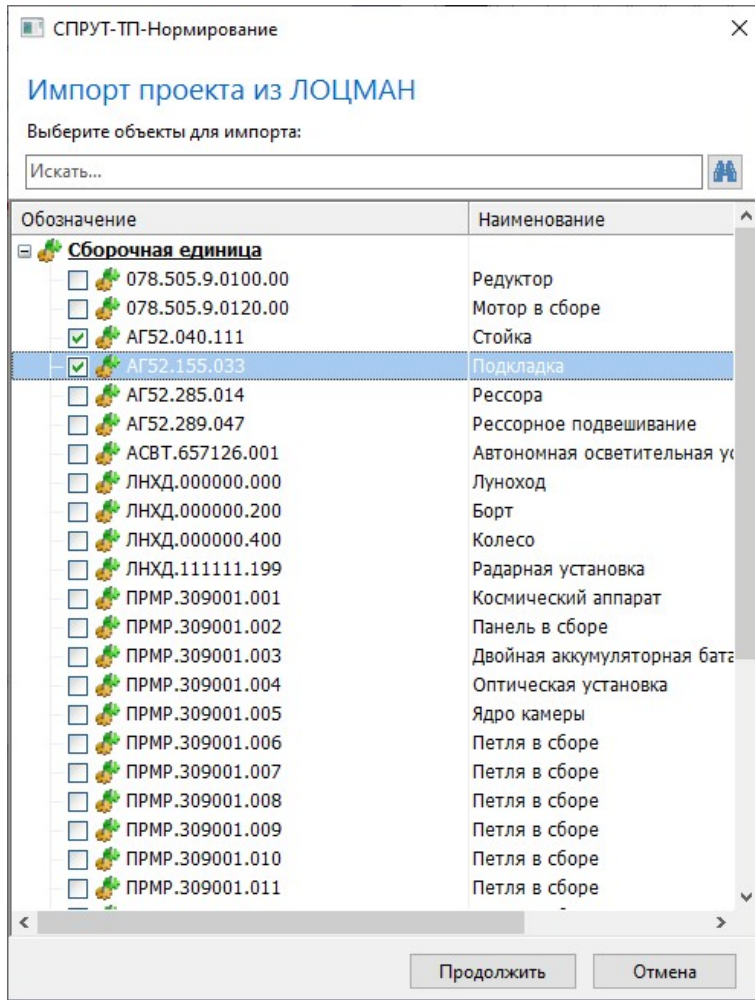 СПРУТ-ТП-Нормирование
Импорт проекта из ЛОЦМАН
Выберите объекты для импорта:
Искать...
Обозначение Наименование
Сборочная единица
078.505.9.0100.00 Редуктор
078.505.9.0120.00 Мотор в сборе
АГ52.040.111 Стойка
АГ52.155.033 Подкладка
АГ52.285.014 Рессора
АГ52.289.047 Рессорное подвешивание
АСВТ.657126.001 Автономная осветительная ус
ЛНХД.000000.000 Луноход
ЛНХД.000000.200 Борт
ЛНХД.000000.400 Колесо
ЛНХД.111111.199 Радарная установка
ПРМР.309001.001 Космический аппарат
ПРМР.309001.002 Панель в сборе
ПРМР.309001.003 Двойная аккумуляторная бата
ПРМР.309001.004 Оптическая установка
ПРМР.309001.005 Ядро камеры
ПРМР.309001.006 Петля в сборе
ПРМР.309001.007 Петля в сборе
ПРМР.309001.008 Петля в сборе
ПРМР.309001.009 Петля в сборе
ПРМР.309001.010 Петля в сборе
ПРМР.309001.011 Петля в сборе
Продолжить Отмена